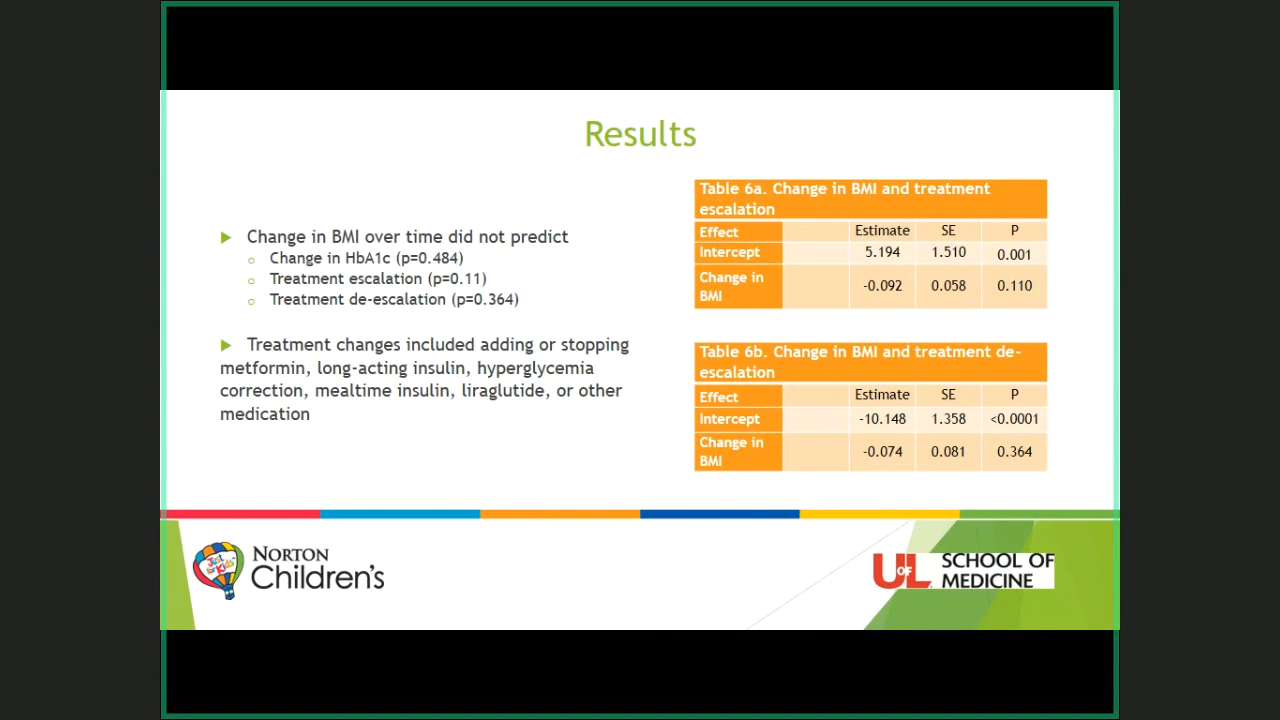 Results
Change in BMI over time did not predict
Change in HbA1c (p=0.484)
Treatment escalation (p=0.11)
Treatment de-escalation (p=0.364)
Treatment changes included adding or stopping
metformin, long-acting insulin, hyperglycemia
correction, mealtime insulin, liraglutide, or other
medication
Table 6a. Change in BMI and treatment
escalation
Effect Estimate SE P
Intercept 5.194 1.510 0.001
Change in
BMI -0.092 0.058 0.110
Table 6b. Change in BMI and treatment de-
escalation
Effect Estimate SE P
Intercept -10.148 1.358 <0.0001
Change in
BMI -0.074 0.081 0.364
Just for Kids
NORTON
Children's
UOFL
SCHOOL OF
MEDICINE